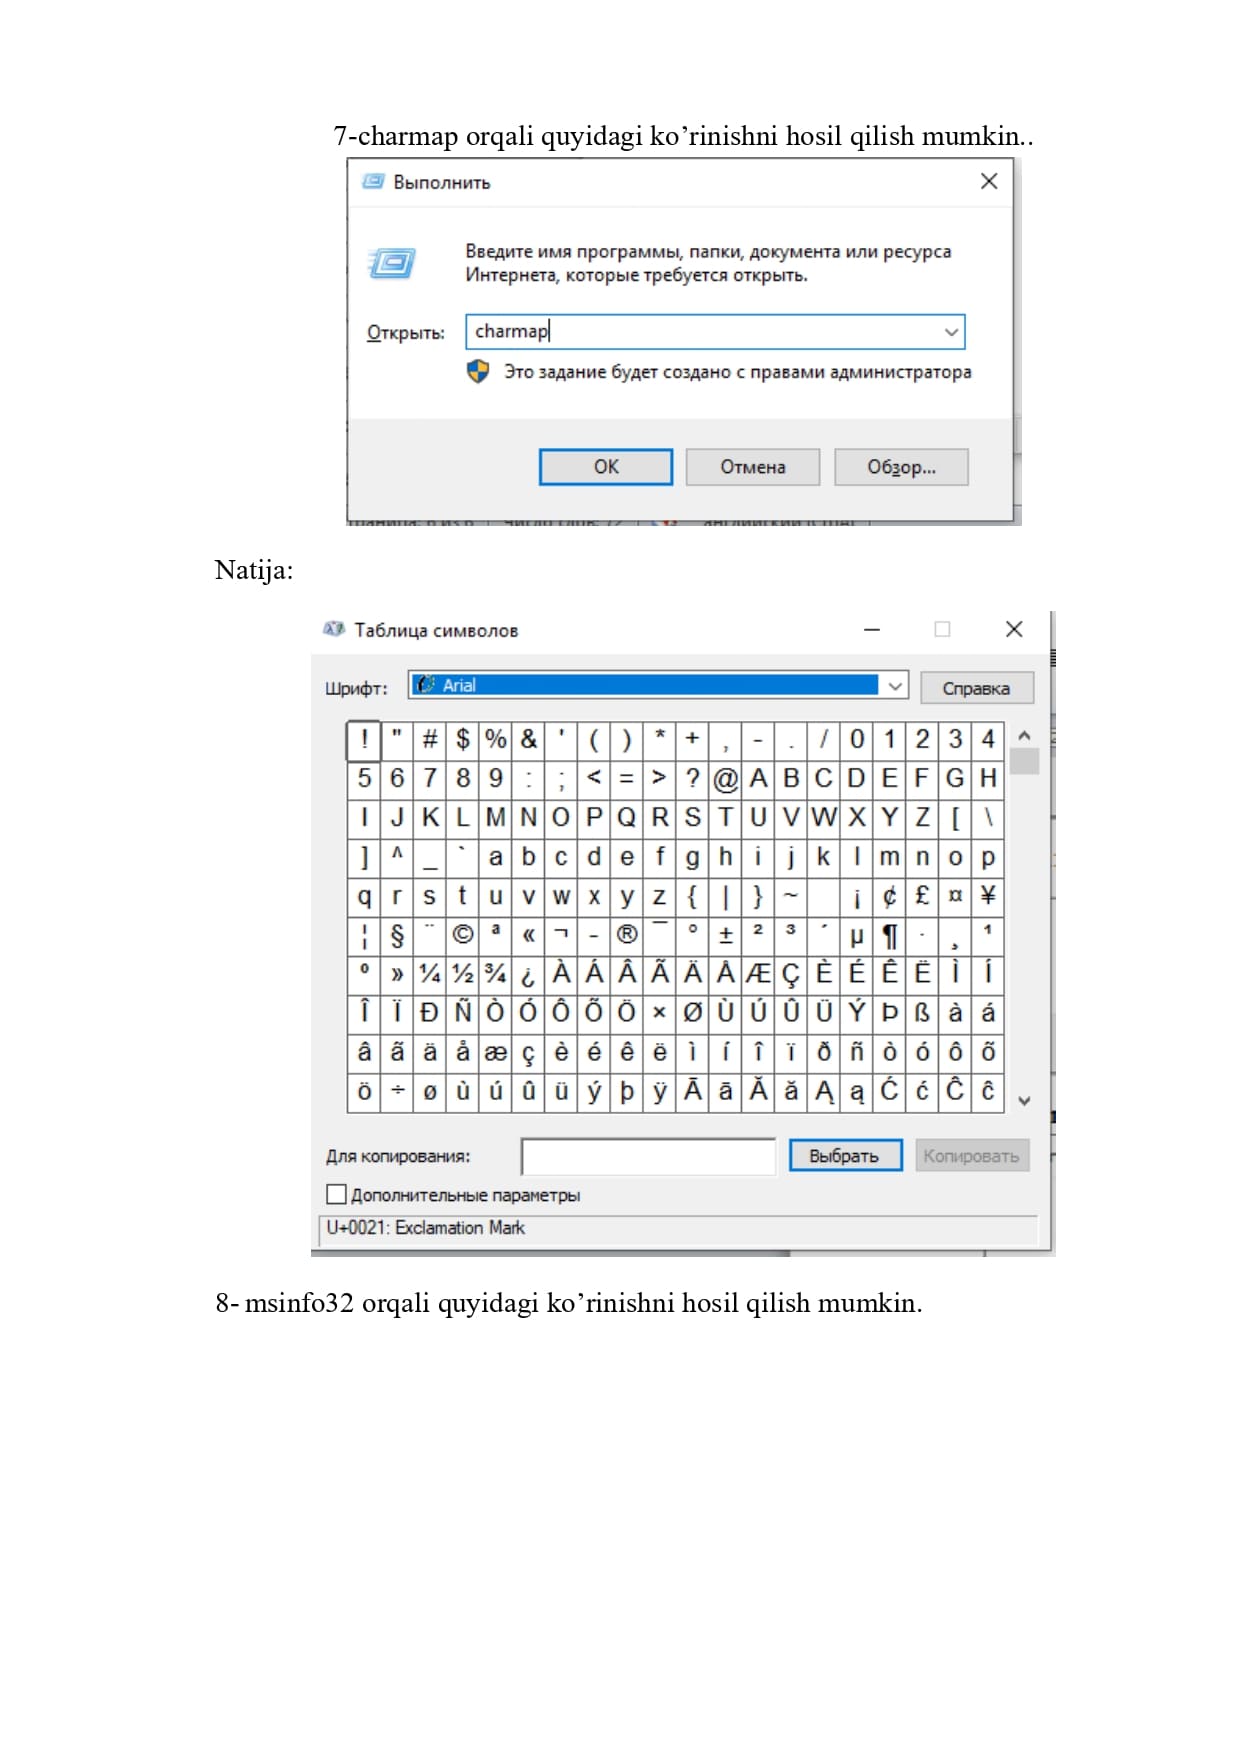 7-charmap orqali quyidagi ko’rinishni hosil qilish mumkin..
Выполнить
Введите имя программы, папки, документа или ресурса
Интернета, которые требуется открыть.
Открыть: charmap
Это задание будет создано с правами администратора
ОК Отмена Обзор...
Natija:
Таблица символов
Шрифт: Arial Справка
! " # $ % & ' ( ) * + , - . / 0 1 2 3 4
5 6 7 8 9 : ; < = > ? @ A B C D E F G H
I J K L M N O P Q R S T U V W X Y Z [ \
] ^ _ ` a b c d e f g h i j k l m n o p
q r s t u v w x y z { | } ~ ¡ ¢ £ ¤ ¥
¦ § ¨ © ª « ¬ - ® ¯ ° ± ² ³ ´ µ ¶ · ¸ ¹
º » ¼ ½ ¾ ¿ À Á Â Ã Ä Å Æ Ç È É Ê Ë Ì Í
Î Ï Ð Ñ Ò Ó Ô Õ Ö × Ø Ù Ú Û Ü Ý Þ ß à á
â ã ä å æ ç è é ê ë ì í î ï ð ñ ò ó ô õ
ö ÷ ø ù ú û ü ý þ ÿ Ā ā Ă ă Ą ą Ć ć Ĉ ĉ
Для копирования: Выбрать Копировать
Дополнительные параметры
U+0021: Exclamation Mark
8- msinfo32 orqali quyidagi ko’rinishni hosil qilish mumkin.